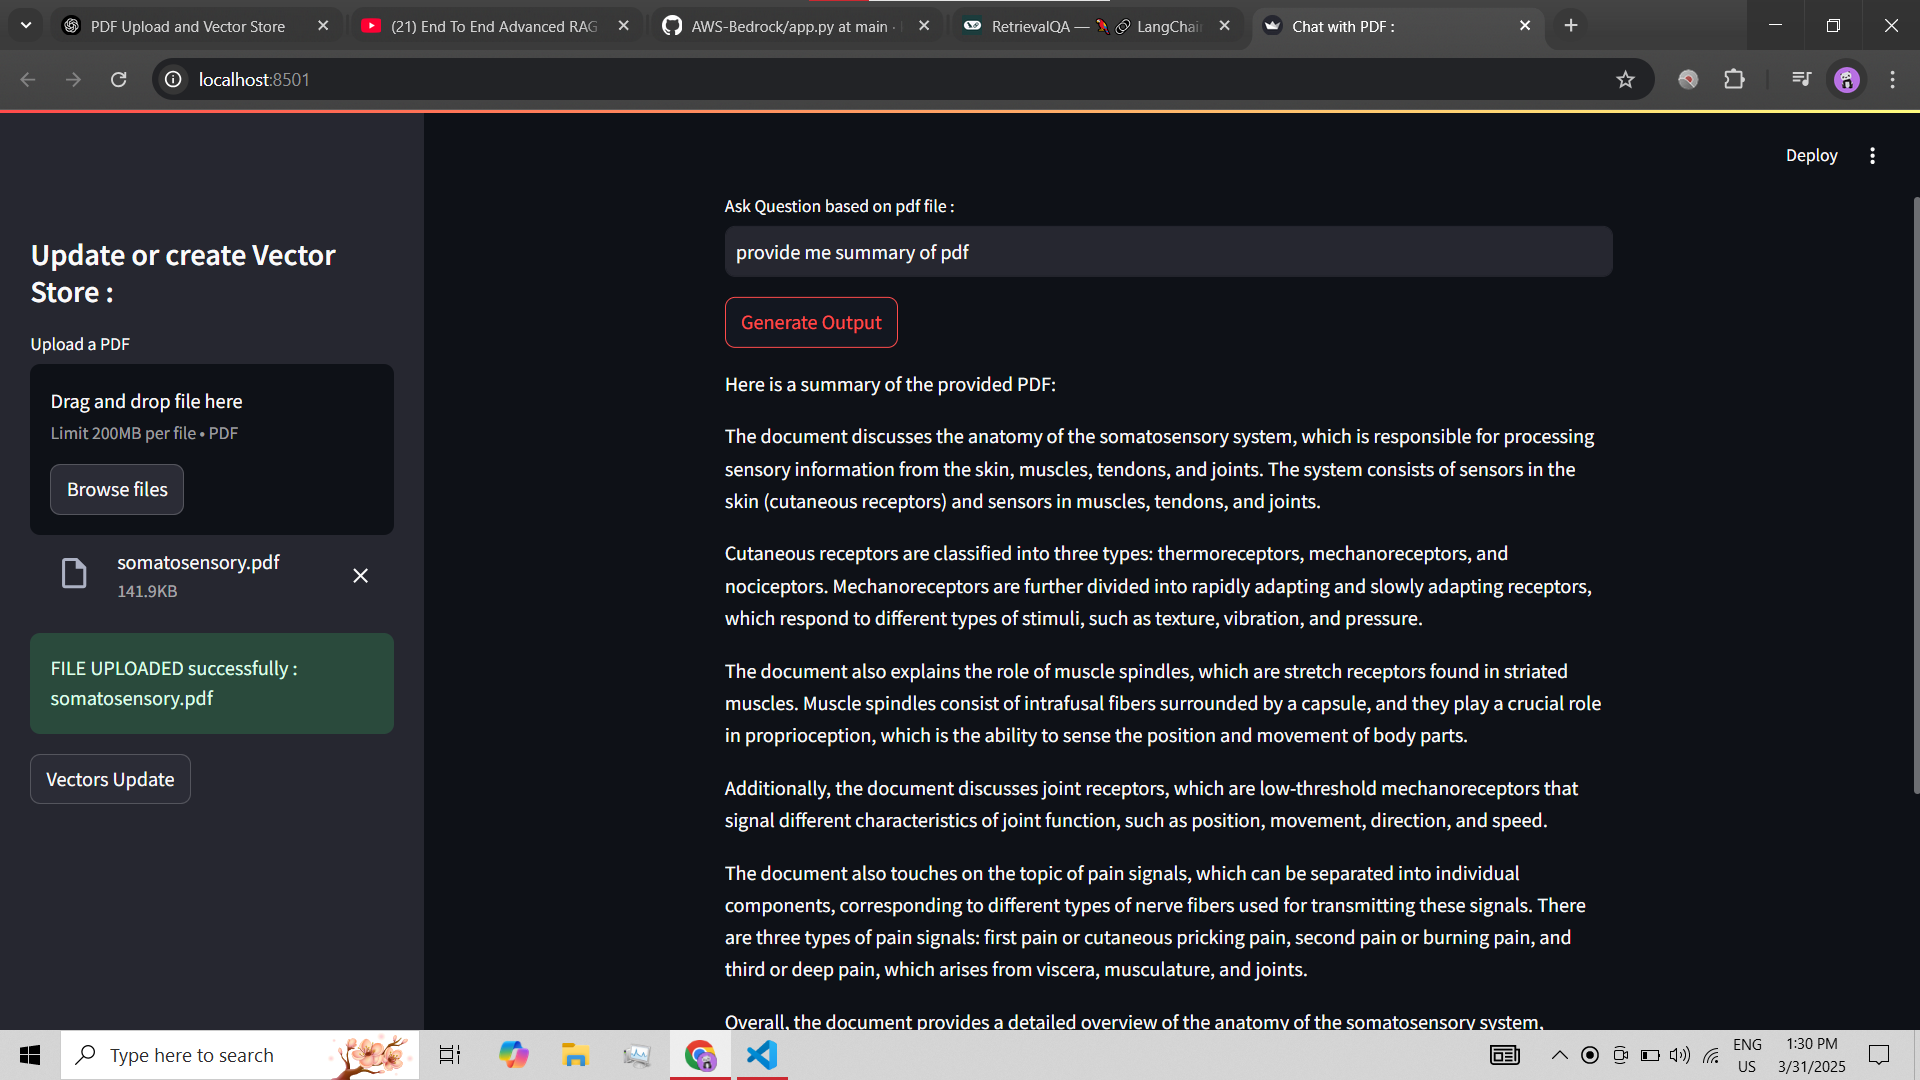 PDF Upload and Vector Store
(21) End To End Advanced RAG
AWS-Bedrock/app.py at main ·
RetrievalQA — 🦜🔗 LangChain
Chat with PDF :
localhost:8501
Deploy
Update or create Vector
Store :
Upload a PDF
Drag and drop file here
Limit 200MB per file • PDF
Browse files
somatosensory.pdf
141.9KB
FILE UPLOADED successfully :
somatosensory.pdf
Vectors Update
Ask Question based on pdf file :
provide me summary of pdf
Generate Output
Here is a summary of the provided PDF:
The document discusses the anatomy of the somatosensory system, which is responsible for processing
sensory information from the skin, muscles, tendons, and joints. The system consists of sensors in the
skin (cutaneous receptors) and sensors in muscles, tendons, and joints.
Cutaneous receptors are classified into three types: thermoreceptors, mechanoreceptors, and
nociceptors. Mechanoreceptors are further divided into rapidly adapting and slowly adapting receptors,
which respond to different types of stimuli, such as texture, vibration, and pressure.
The document also explains the role of muscle spindles, which are stretch receptors found in striated
muscles. Muscle spindles consist of intrafusal fibers surrounded by a capsule, and they play a crucial role
in proprioception, which is the ability to sense the position and movement of body parts.
Additionally, the document discusses joint receptors, which are low-threshold mechanoreceptors that
signal different characteristics of joint function, such as position, movement, direction, and speed.
The document also touches on the topic of pain signals, which can be separated into individual
components, corresponding to different types of nerve fibers used for transmitting these signals. There
are three types of pain signals: first pain or cutaneous pricking pain, second pain or burning pain, and
third or deep pain, which arises from viscera, musculature, and joints.
Overall, the document provides a detailed overview of the anatomy of the somatosensory system,
Type here to search
ENG
US
1:30 PM
3/31/2025